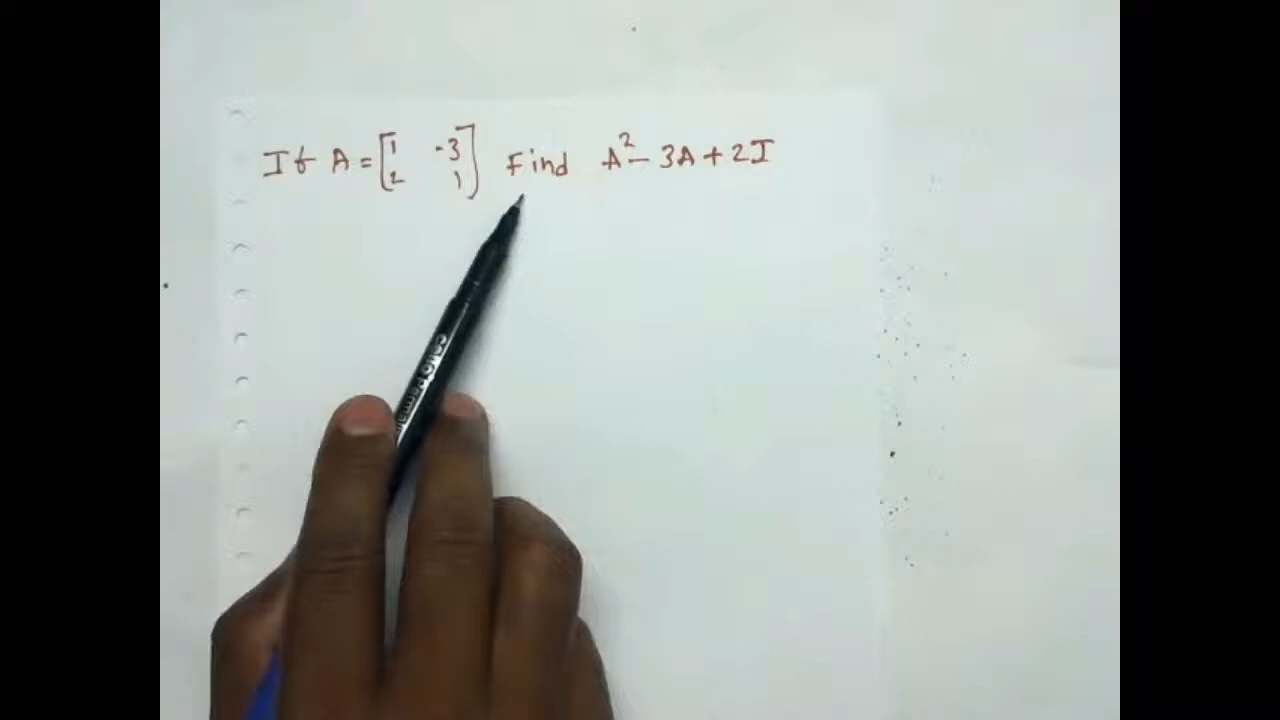 If A = [1 -3 2 1] Find A² - 3A + 2I